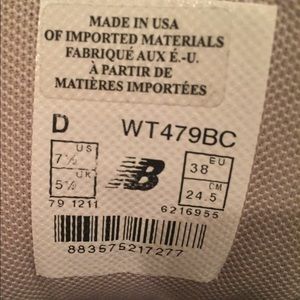 MADE IN USA
OF IMPORTED MATERIALS
FABRIQUÉ AUX É.-U.
À PARTIR DE
MATIÈRES IMPORTÉES
D WT479BC
US
7½
UK
5½
EU
38
CM
24.5
79 1211
6216955
883575217277